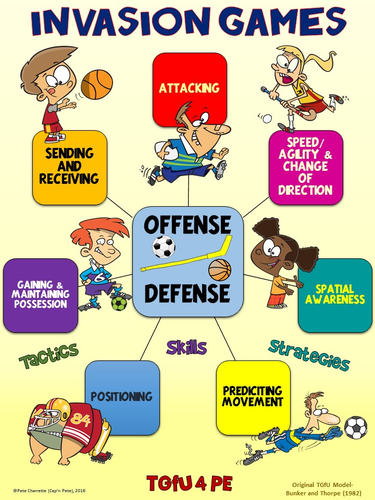 INVASION GAMES
ATTACKING
SENDING
AND
RECEIVING
SPEED/
AGILITY &
CHANGE
OF
DIRECTION
OFFENSE
DEFENSE
GAINING &
MAINTAINING
POSSESSION
SPATIAL
AWARENESS
Tactics
Skills
Strategies
POSITIONING
PREDICITING
MOVEMENT
84
TGfU 4 PE
©Pete Charrette (Cap'n Pete), 2016
Original TGfU Model-
Bunker and Thorpe (1982)